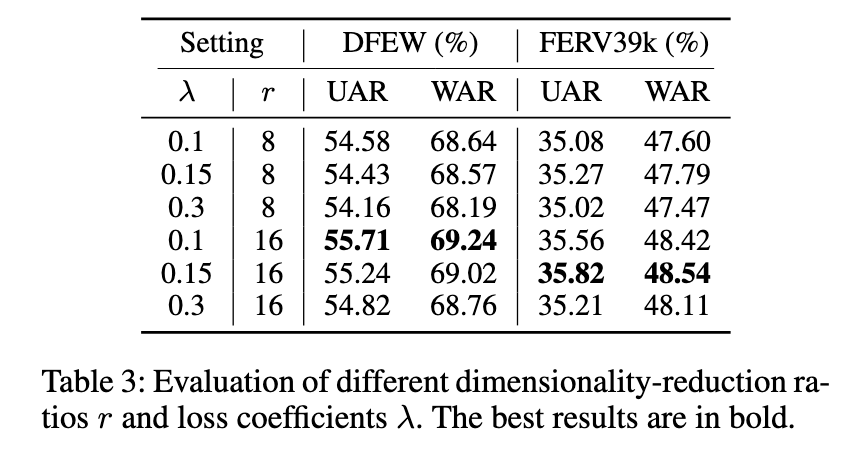 Setting | DFEW (%) | FERV39k (%)
λ | r | UAR WAR | UAR WAR
0.1 | 8 | 54.58 68.64 | 35.08 47.60
0.15 | 8 | 54.43 68.57 | 35.27 47.79
0.3 | 8 | 54.16 68.19 | 35.02 47.47
0.1 | 16 | 55.71 69.24 | 35.56 48.42
0.15 | 16 | 55.24 69.02 | 35.82 48.54
0.3 | 16 | 54.82 68.76 | 35.21 48.11
Table 3: Evaluation of different dimensionality-reduction ra-
tios r and loss coefficients λ. The best results are in bold.